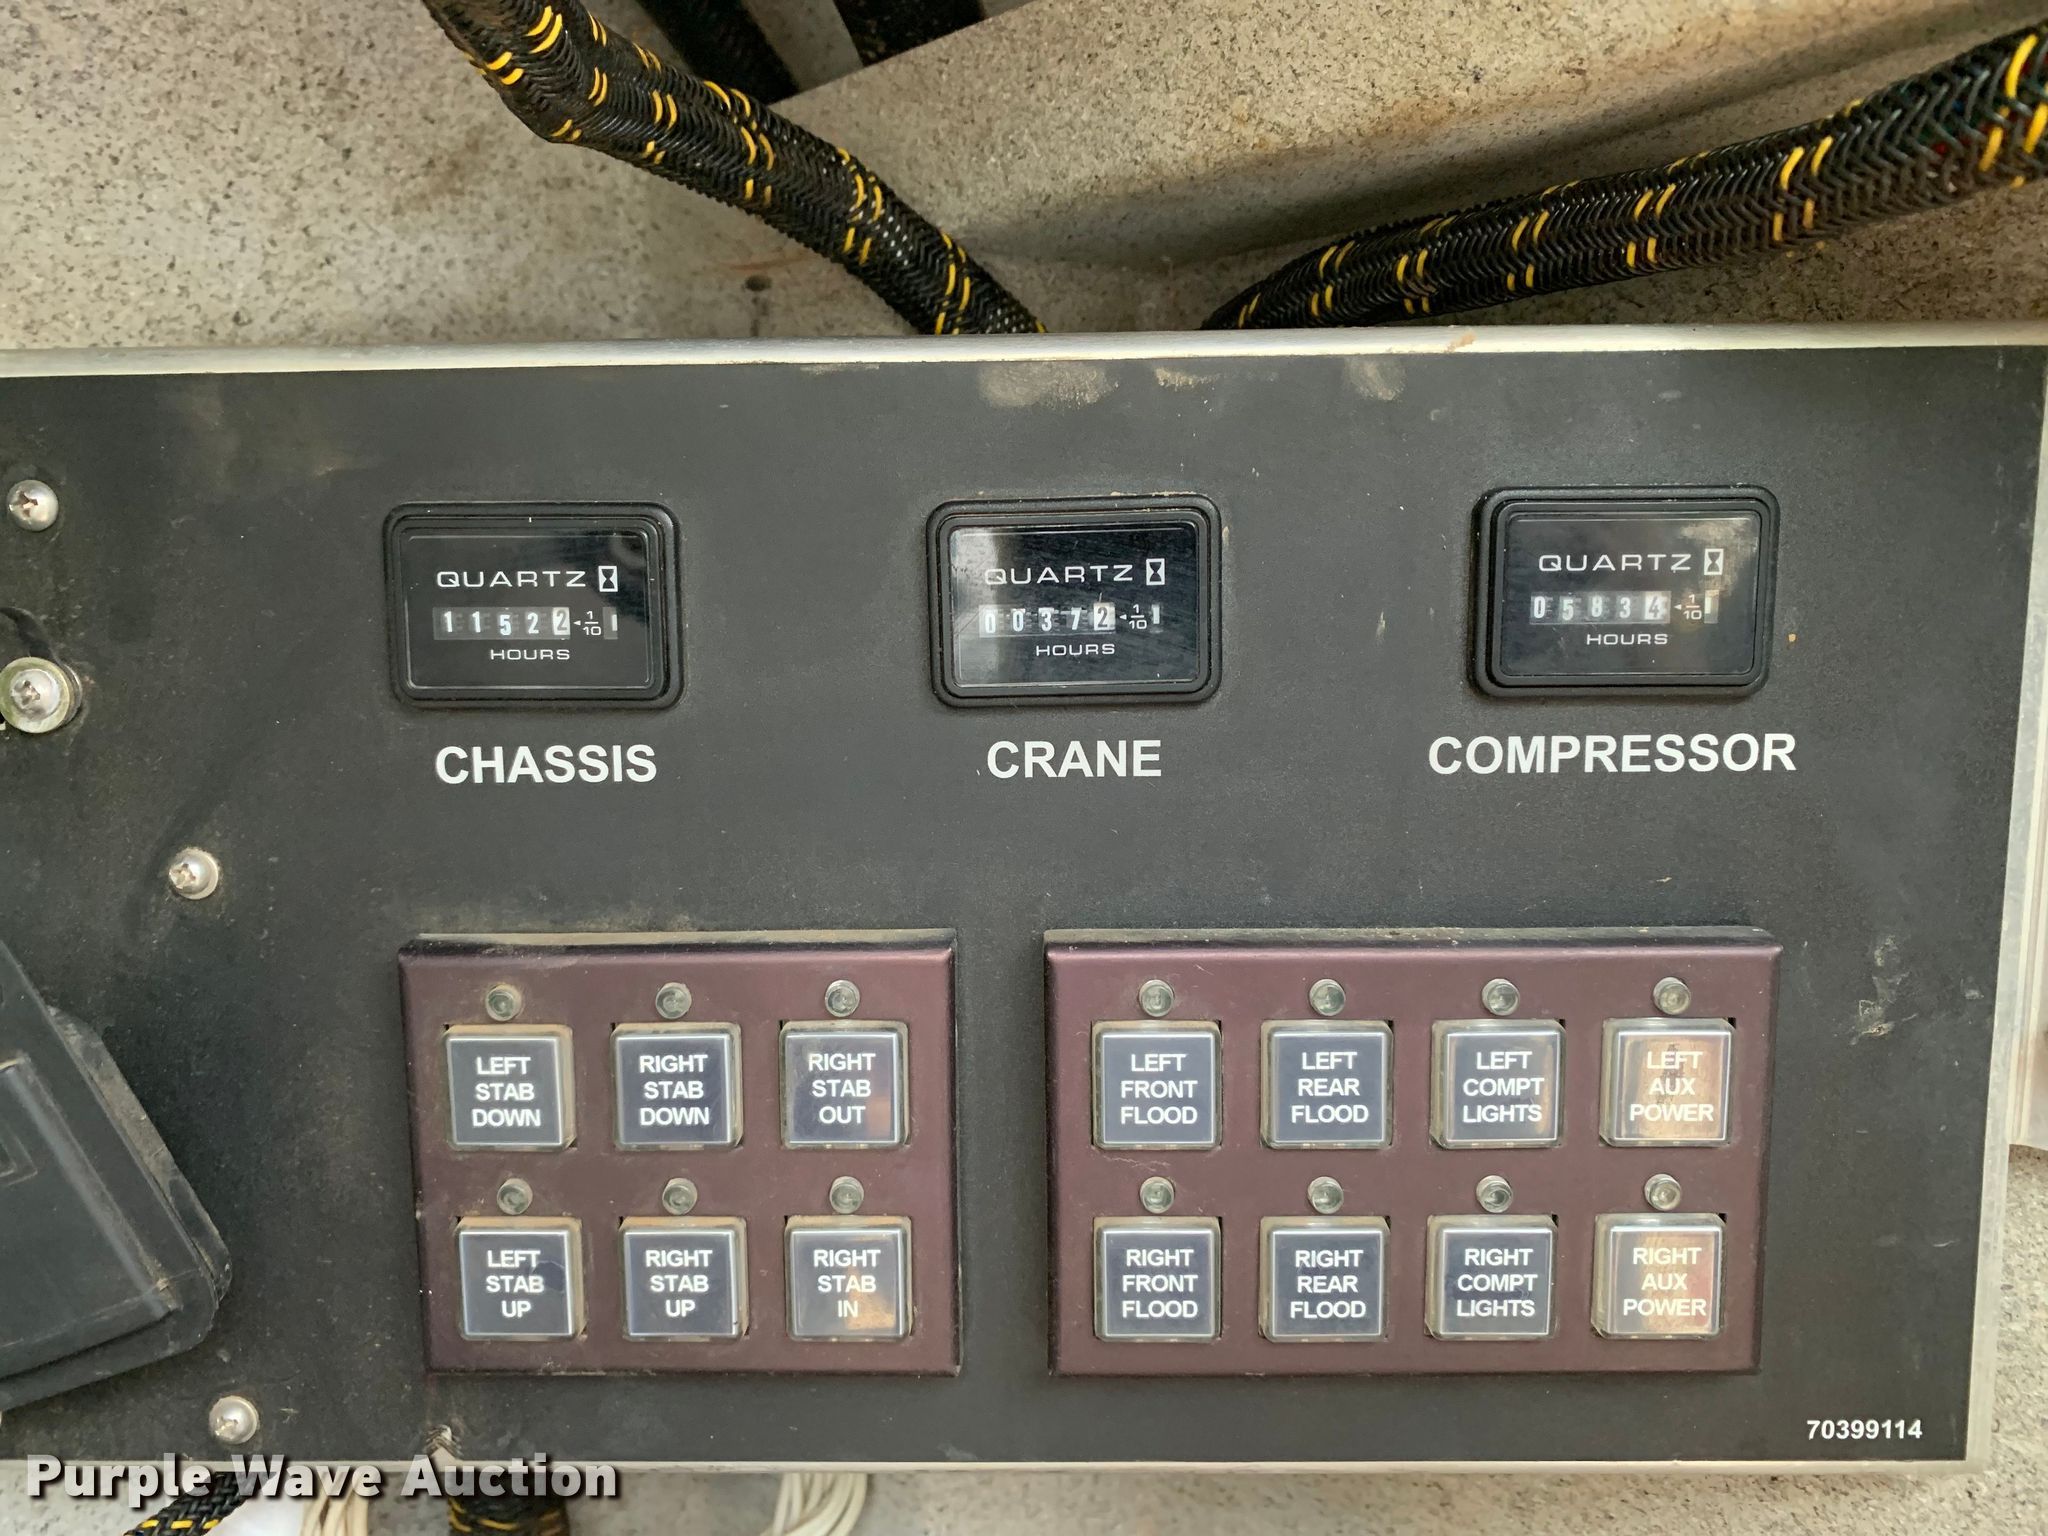 QUARTZ
11522 1/10
HOURS
CHASSIS
QUARTZ
00372 1/10
HOURS
CRANE
QUARTZ
05834 1/10
HOURS
COMPRESSOR
LEFT
STAB
DOWN
RIGHT
STAB
DOWN
RIGHT
STAB
OUT
LEFT
STAB
UP
RIGHT
STAB
UP
RIGHT
STAB
IN
LEFT
FRONT
FLOOD
LEFT
REAR
FLOOD
LEFT
COMPT
LIGHTS
LEFT
AUX
POWER
RIGHT
FRONT
FLOOD
RIGHT
REAR
FLOOD
RIGHT
COMPT
LIGHTS
RIGHT
AUX
POWER
70399114
Purple Wave Auction